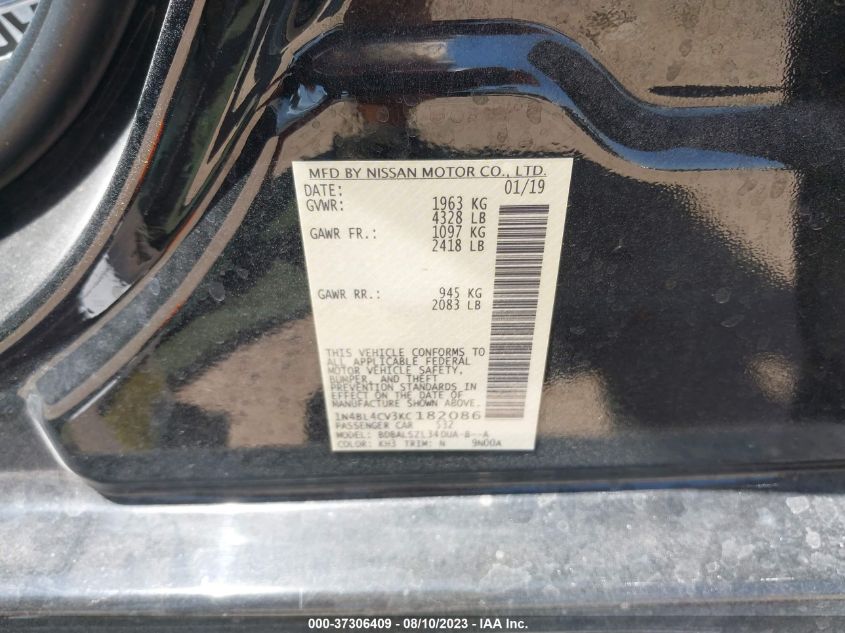 MFD BY NISSAN MOTOR CO., LTD.
DATE: 01/19
GVWR: 1963 KG
4328 LB
GAWR FR.: 1097 KG
2418 LB
GAWR RR.: 945 KG
2083 LB
THIS VEHICLE CONFORMS TO
ALL APPLICABLE FEDERAL
MOTOR VEHICLE SAFETY,
BUMPER, AND THEFT
PREVENTION STANDARDS IN
EFFECT ON THE DATE OF
MANUFACTURE SHOWN ABOVE.
1N4BL4CV3KC182086
PASSENGER CAR S32
MODEL: BDBALSZL34DUA-B--A
COLOR: KH3 TRIM: N 9N00A
000-37306409 - 08/10/2023 - IAA Inc.